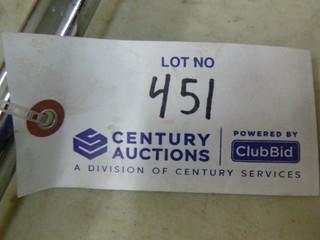 LOT NO
451
CENTURY AUCTIONS
POWERED BY
ClubBid
A DIVISION OF CENTURY SERVICES